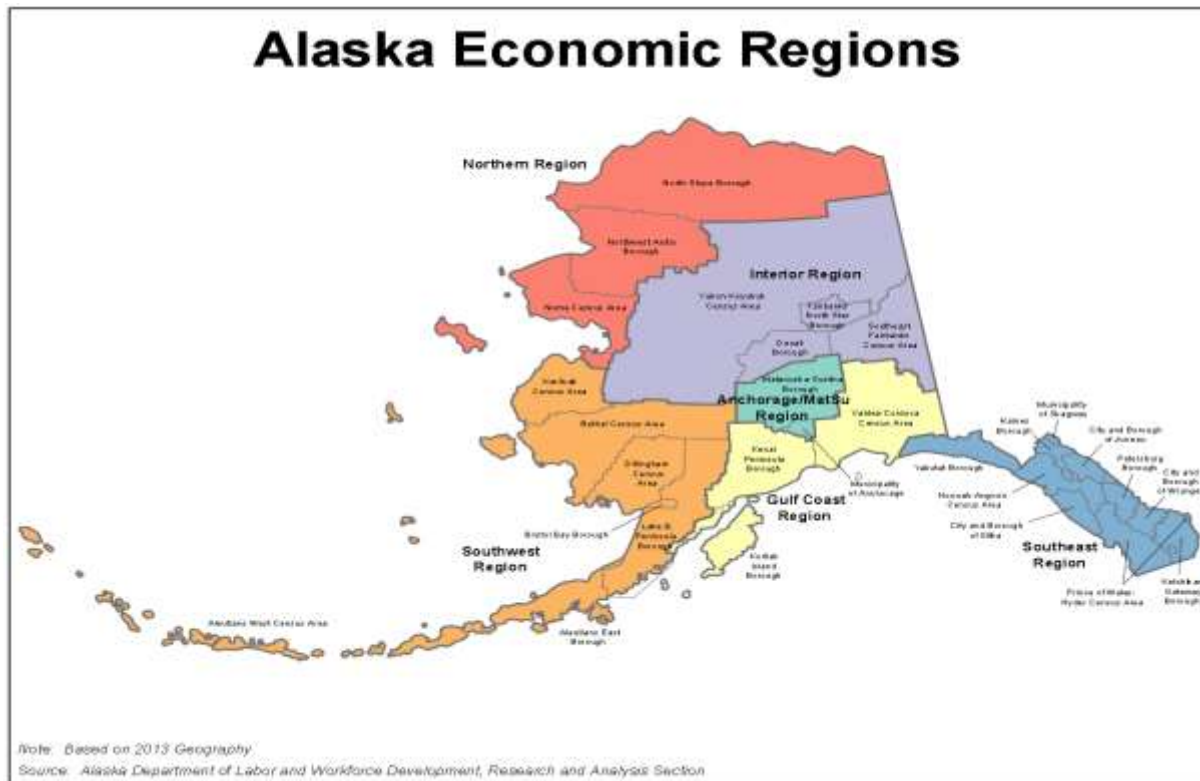 Alaska Economic Regions
Northern Region
North Slope Borough
Northwest Arctic
Borough
Interior Region
Yukon-Koyukuk
Census Area
Fairbanks
North Star
Borough
Nome Census Area
Southeast
Fairbanks
Census Area
Denali
Borough
Matanuska-Susitna
Borough
Anchorage/MatSu
Region
Census Area
Bethel Census Area
Valdez-Cordova
Census Area
Municipality
of Skagway
Haines
Borough
City and Borough
of Juneau
Petersburg
Borough
City and
Borough
of Wrangell
Kenai
Peninsula
Borough
Dillingham
Census
Area
Yakutat Borough
Municipality
of Anchorage
Hoonah-Angoon
Census Area
Gulf Coast
Region
City and Borough
of Sitka
Bristol Bay Borough
Lake &
Peninsula
Borough
Southwest
Region
Kodiak
Island
Borough
Southeast
Region
Prince of Wales-
Hyder Census Area
Ketchikan
Gateway
Borough
Aleutians West Census Area
Aleutians East
Borough
Note: Based on 2013 Geography
Source: Alaska Department of Labor and Workforce Development, Research and Analysis Section